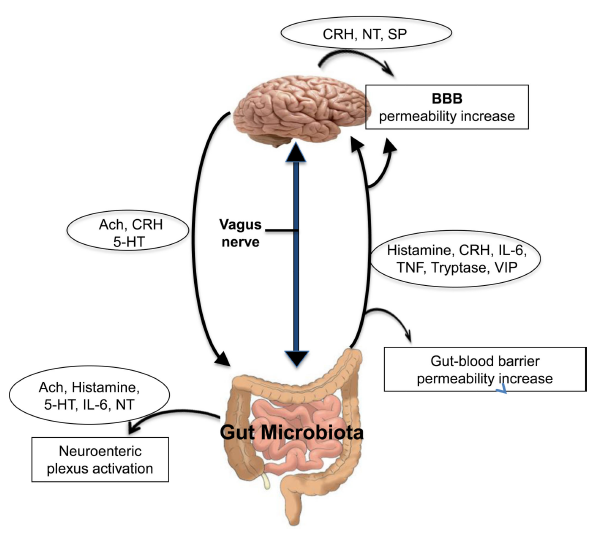 CRH, NT, SP
BBB
permeability increase
Ach, CRH
5-HT
Vagus
nerve
Histamine, CRH, IL-6,
TNF, Tryptase, VIP
Gut-blood barrier
permeability increase
Ach, Histamine,
5-HT, IL-6, NT
Gut Microbiota
Neuroenteric
plexus activation